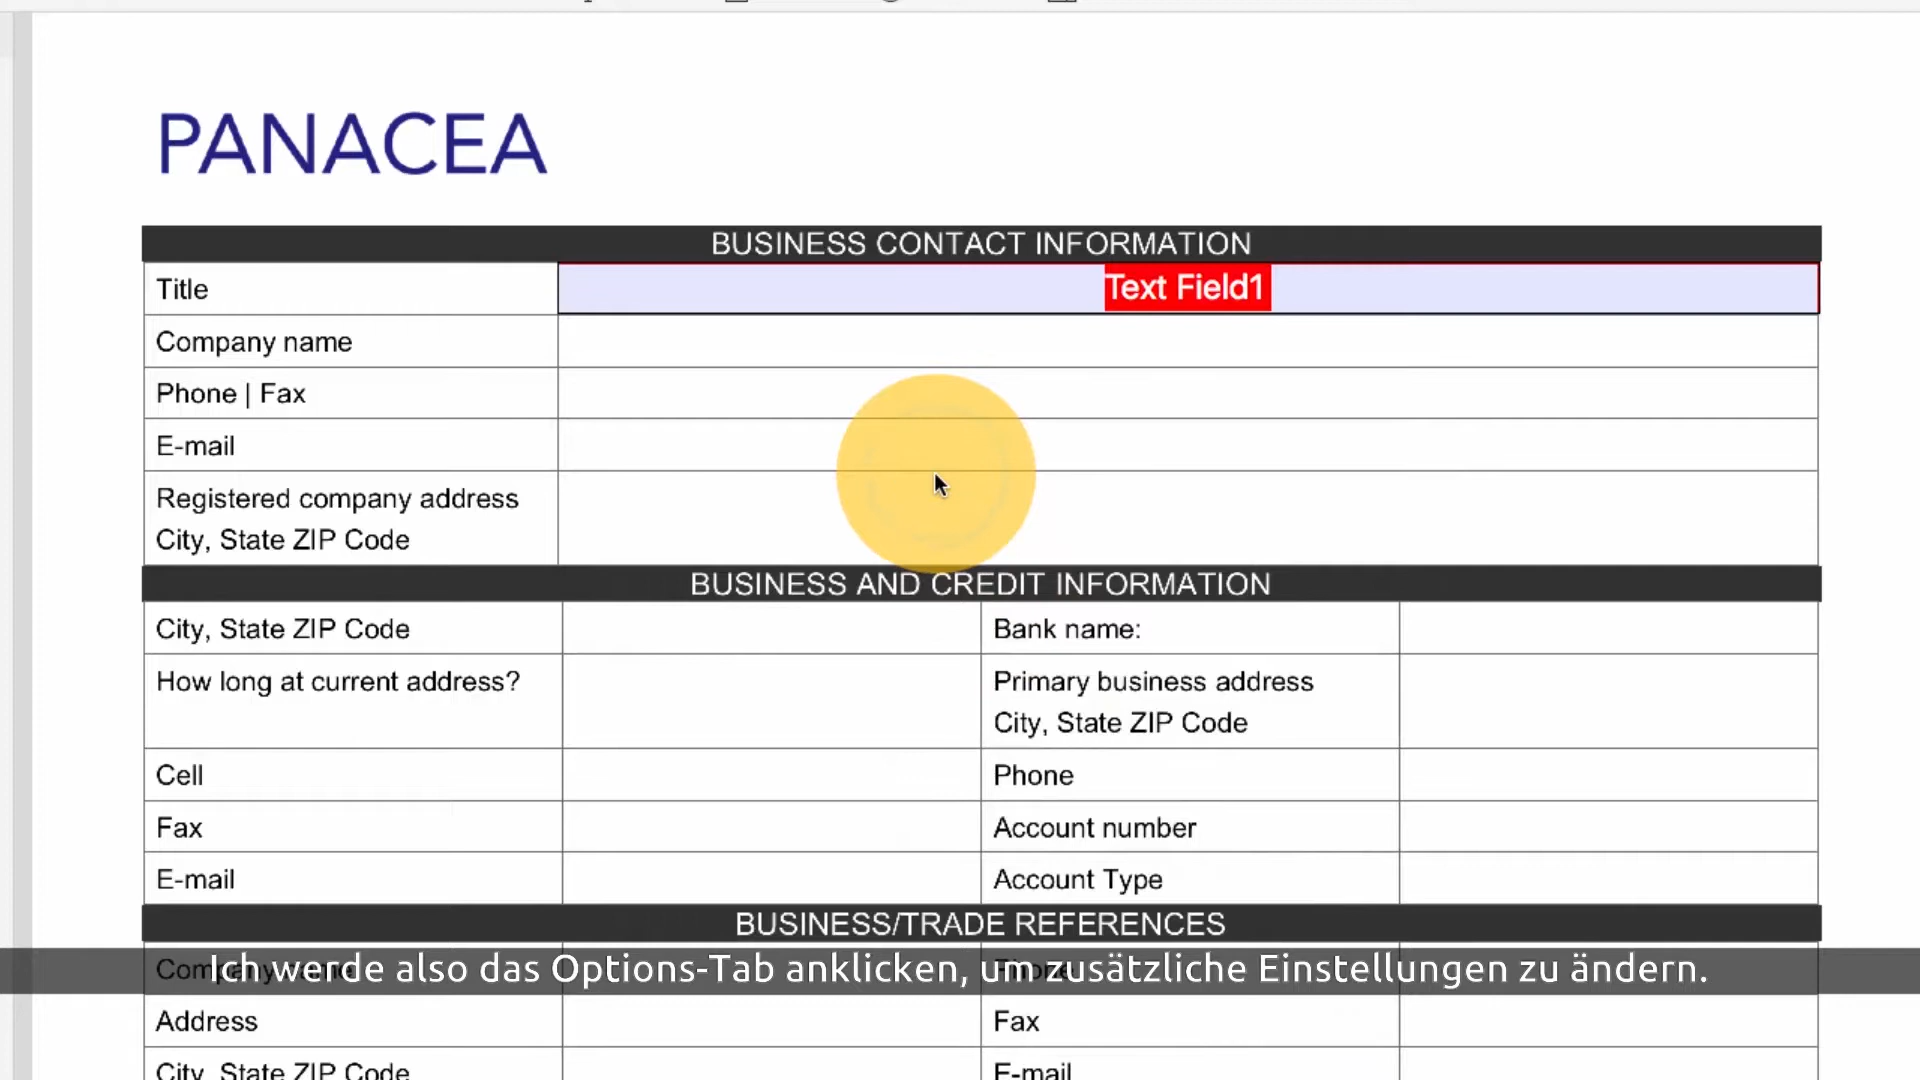 PANACEA
BUSINESS CONTACT INFORMATION
Title
Text Field1
Company name
Phone | Fax
E-mail
Registered company address
City, State ZIP Code
BUSINESS AND CREDIT INFORMATION
City, State ZIP Code
Bank name:
How long at current address?
Primary business address
City, State ZIP Code
Cell
Phone
Fax
Account number
E-mail
Account Type
BUSINESS/TRADE REFERENCES
Company name
Phone
Ich werde also das Options-Tab anklicken, um zusätzliche Einstellungen zu ändern.
Address
Fax
City, State ZIP Code
E-mail